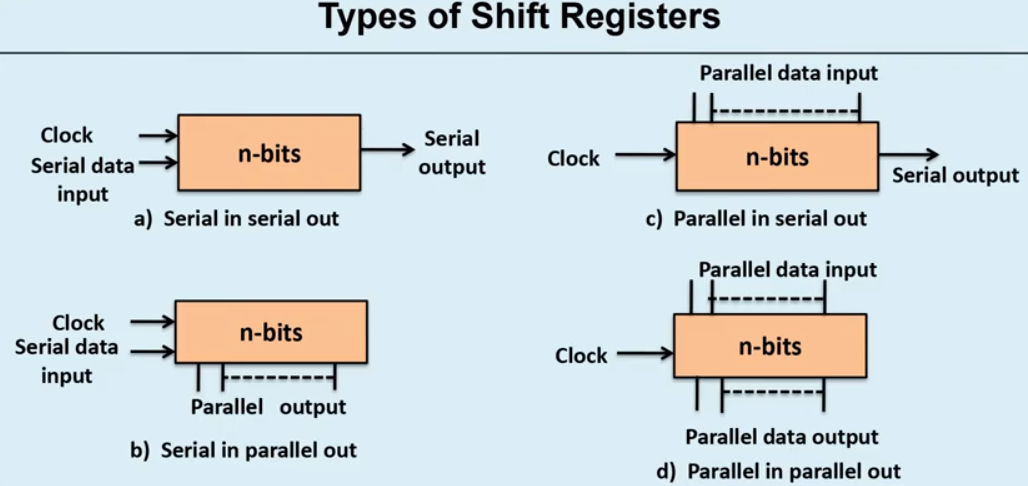 Types of Shift Registers
Clock
Serial data
input
n-bits
Serial
output
a) Serial in serial out
Parallel data input
Clock
n-bits
Serial output
c) Parallel in serial out
Clock
Serial data
input
n-bits
Parallel output
b) Serial in parallel out
Parallel data input
Clock
n-bits
Parallel data output
d) Parallel in parallel out